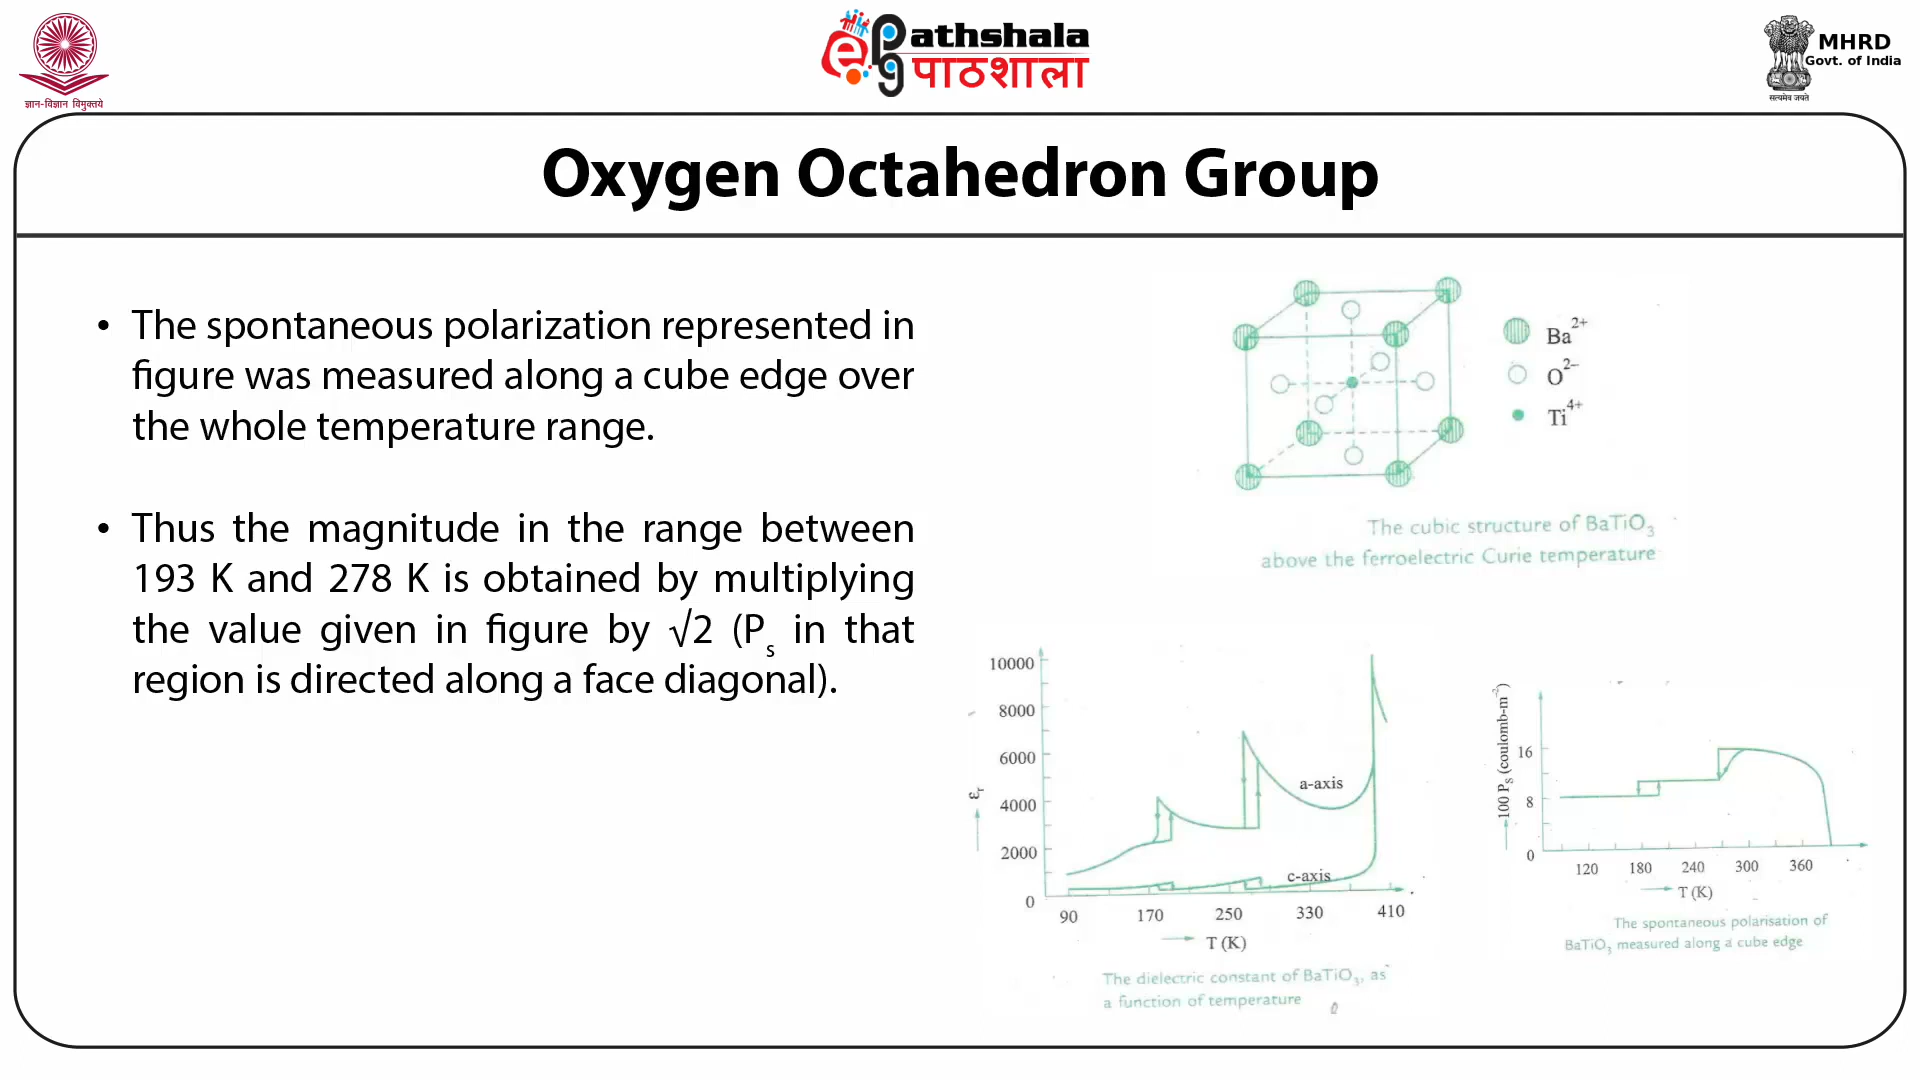 ज्ञान-विज्ञान विमुक्तये
ePathshala
पाठशाला
MHRD
Govt. of India
सत्यमेव जयते
Oxygen Octahedron Group
• The spontaneous polarization represented in
figure was measured along a cube edge over
the whole temperature range.
• Thus the magnitude in the range between
193 K and 278 K is obtained by multiplying
the value given in figure by √2 (Ps in that
region is directed along a face diagonal).
Ba2+
O2−
Ti4+
The cubic structure of BaTiO3
above the ferroelectric Curie temperature
10000
8000
6000
4000
2000
0
εr
a-axis
c-axis
90 170 250 330 410
T (K)
The dielectric constant of BaTiO3, as
a function of temperature
100 PS (coulomb-m−2)
16
8
0
120 180 240 300 360
T (K)
The spontaneous polarisation of
BaTiO3 measured along a cube edge